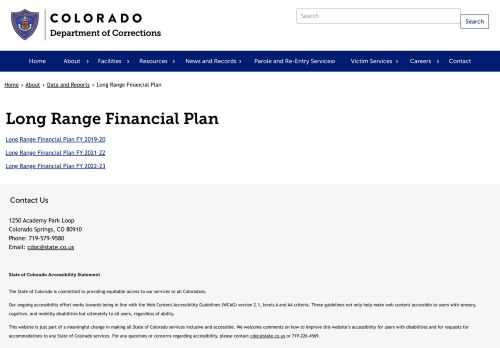 COLORADO
Department of Corrections
Search
Search
Home About › Facilities › Resources › News and Records › Parole and Re-Entry Services › Victim Services › Careers › Contact
Home › About › Data and Reports › Long Range Financial Plan
Long Range Financial Plan
Long Range Financial Plan FY 2019-20
Long Range Financial Plan FY 2021-22
Long Range Financial Plan FY 2022-23
Contact Us
1250 Academy Park Loop
Colorado Springs, CO 80910
Phone: 719-579-9580
Email: cdoc@state.co.us
State of Colorado Accessibility Statement
The State of Colorado is committed to providing equitable access to our services to all Coloradans.
Our ongoing accessibility effort works towards being in line with the Web Content Accessibility Guidelines (WCAG) version 2.1, levels A and AA criteria. These guidelines not only help make web content accessible to users with sensory,
cognitive, and mobility disabilities but ultimately to all users, regardless of ability.
This website is just part of a meaningful change in making all State of Colorado services inclusive and accessible. We welcome comments on how to improve this website's accessibility for users with disabilities and for requests for
accommodations to any State of Colorado services. For any questions or concerns regarding accessibility, please contact cdoc@state.co.us or 719-226-4569.